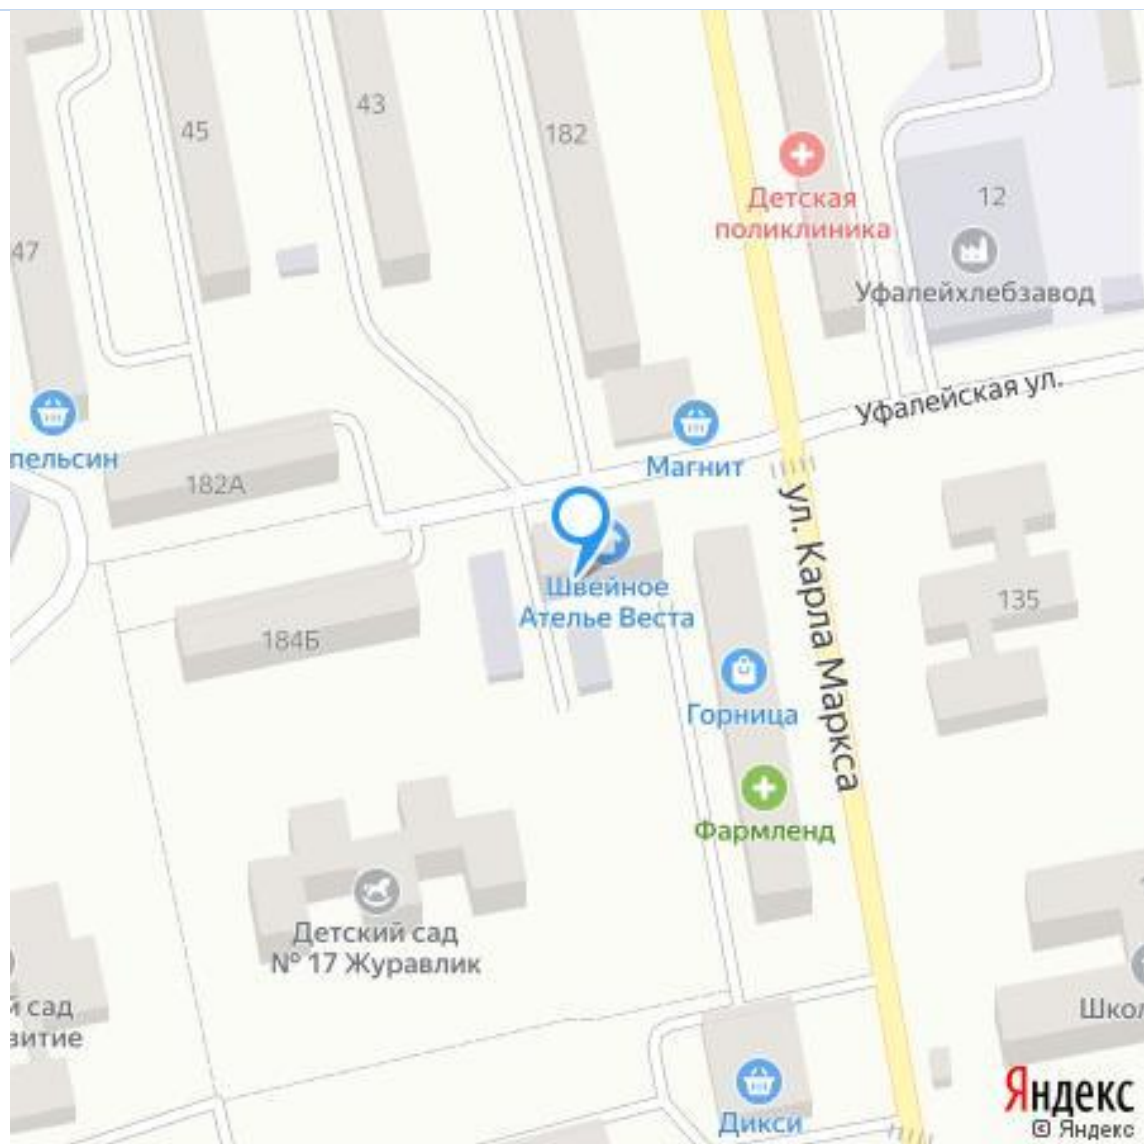 45
43
182
Детская
поликлиника
12
47
Уфалейхлебзавод
Уфалейская ул.
пельсин
Магнит
182А
ул. Карла Маркса
Швейное
Ателье Веста
135
184Б
Горница
Фармленд
Детский сад
№ 17 Журавлик
й сад
звитие
Школ
Дикси
Яндекс
© Яндекс